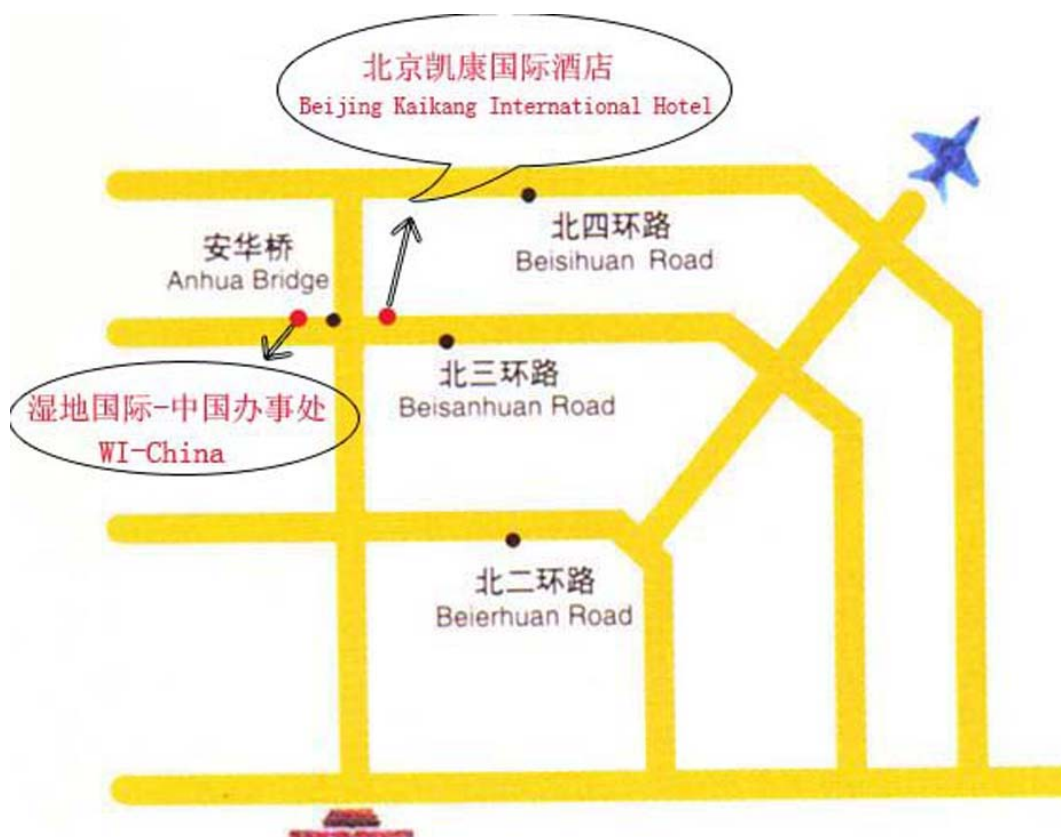 北京凯康国际酒店
Beijing Kaikang International Hotel
北四环路
Beisihuan Road
安华桥
Anhua Bridge
北三环路
Beisanhuan Road
湿地国际-中国办事处
WI-China
北二环路
Beierhuan Road